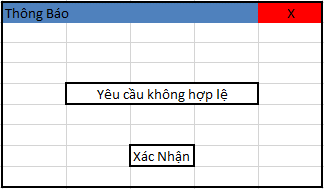 Thông Báo X
Yêu cầu không hợp lệ
Xác Nhận